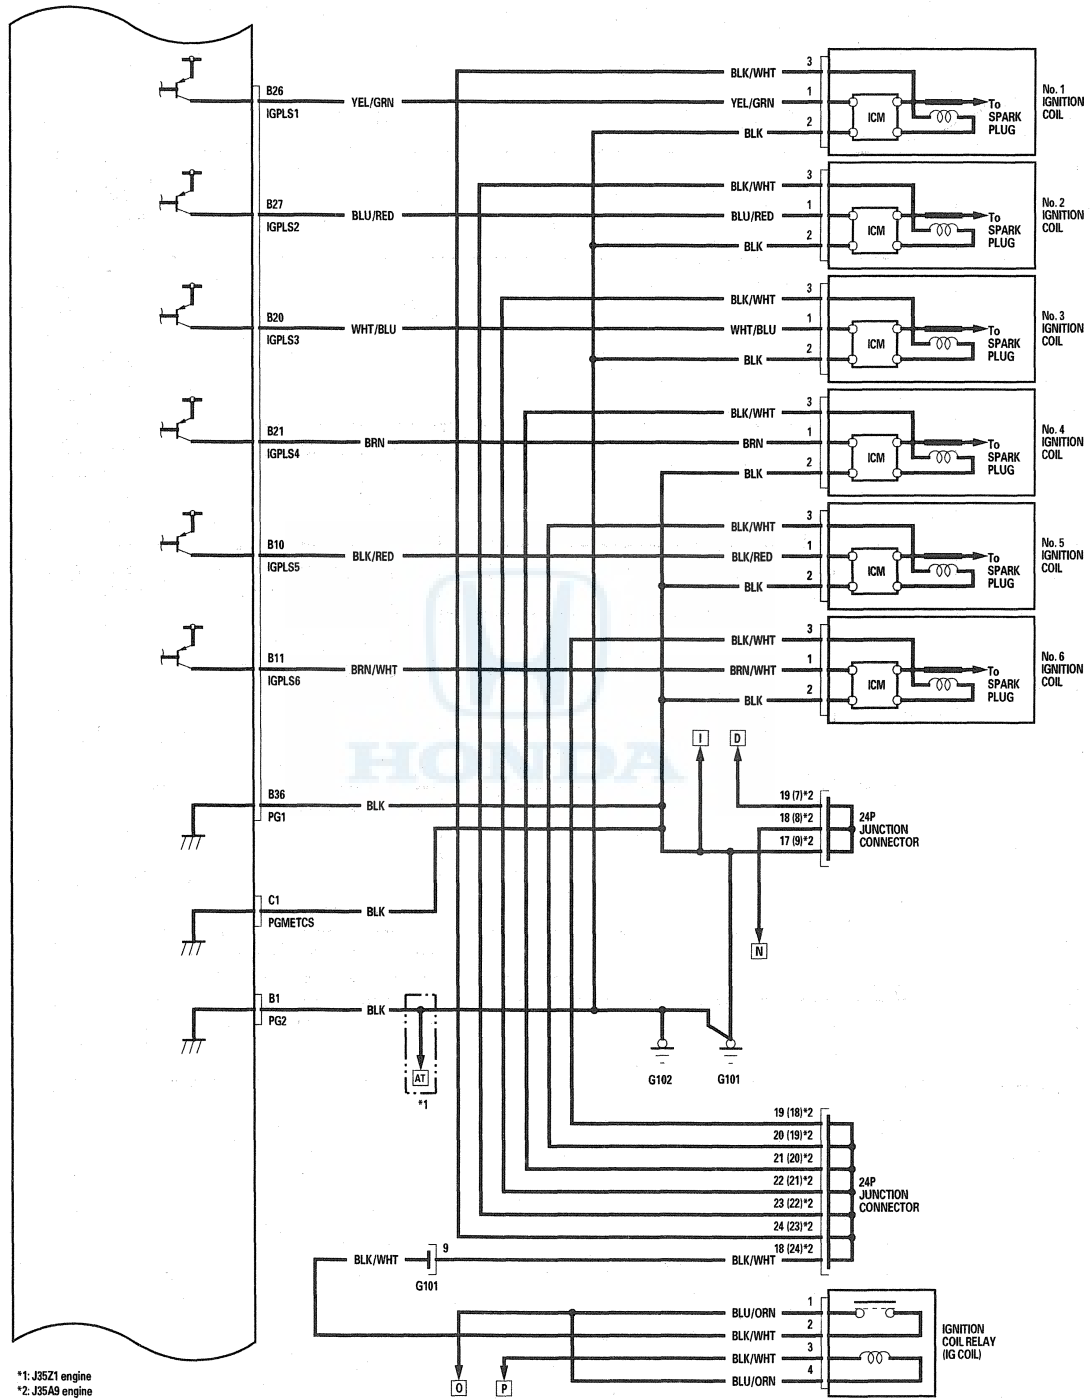 BLK/WHT
3
B26
YEL/GRN
YEL/GRN
1
IGPLS1
BLK
2
ICM
To
SPARK
PLUG
No. 1
IGNITION
COIL
BLK/WHT
3
B27
BLU/RED
BLU/RED
1
IGPLS2
BLK
2
ICM
To
SPARK
PLUG
No. 2
IGNITION
COIL
BLK/WHT
3
B20
WHT/BLU
WHT/BLU
1
IGPLS3
BLK
2
ICM
To
SPARK
PLUG
No. 3
IGNITION
COIL
BLK/WHT
3
B21
BRN
BRN
1
IGPLS4
BLK
2
ICM
To
SPARK
PLUG
No. 4
IGNITION
COIL
BLK/WHT
3
B10
BLK/RED
BLK/RED
1
IGPLS5
BLK
2
ICM
To
SPARK
PLUG
No. 5
IGNITION
COIL
BLK/WHT
3
B11
BRN/WHT
BRN/WHT
1
IGPLS6
BLK
2
ICM
To
SPARK
PLUG
No. 6
IGNITION
COIL
HONDA
I
D
B36
BLK
PG1
19 (7)*2
18 (8)*2
17 (9)*2
24P
JUNCTION
CONNECTOR
C1
BLK
PGMETCS
N
B1
BLK
PG2
AT
*1
G102
G101
19 (18)*2
20 (19)*2
21 (20)*2
22 (21)*2
23 (22)*2
24 (23)*2
18 (24)*2
24P
JUNCTION
CONNECTOR
BLK/WHT
9
BLK/WHT
G101
BLU/ORN
1
BLK/WHT
2
BLK/WHT
3
BLU/ORN
4
IGNITION
COIL RELAY
(IG COIL)
O
P
*1: J35Z1 engine
*2: J35A9 engine